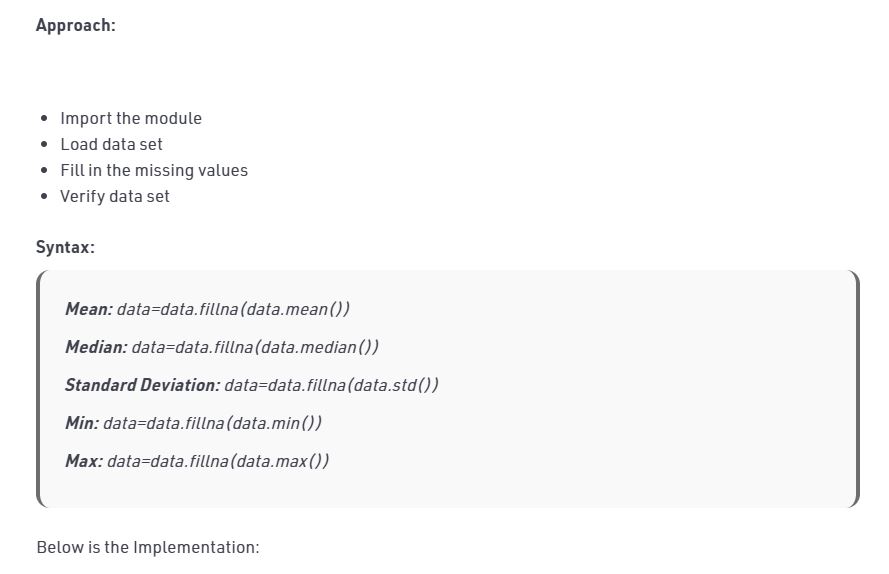 Approach:
Import the module
Load data set
Fill in the missing values
Verify data set
Syntax:
Mean: data=data.fillna(data.mean())
Median: data=data.fillna(data.median())
Standard Deviation: data=data.fillna(data.std())
Min: data=data.fillna(data.min())
Max: data=data.fillna(data.max())
Below is the Implementation: